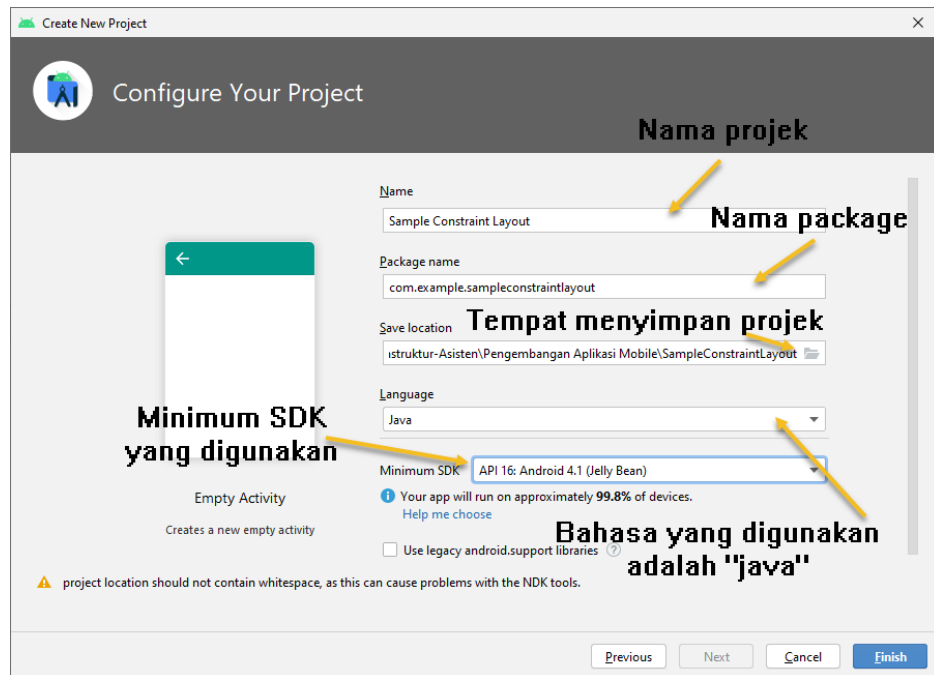 Create New Project
Configure Your Project
Nama projek
Name
Sample Constraint Layout
Nama package
Package name
com.example.sampleconstraintlayout
Tempat menyimpan projek
Save location
ıstruktur-Asisten\Pengembangan Aplikasi Mobile\SampleConstraintLayout
Language
Java
Minimum SDK
yang digunakan
Minimum SDK
API 16: Android 4.1 (Jelly Bean)
Your app will run on approximately 99.8% of devices.
Help me choose
Empty Activity
Creates a new empty activity
Bahasa yang digunakan
adalah "java"
Use legacy android.support libraries ?
project location should not contain whitespace, as this can cause problems with the NDK tools.
Previous
Next
Cancel
Finish